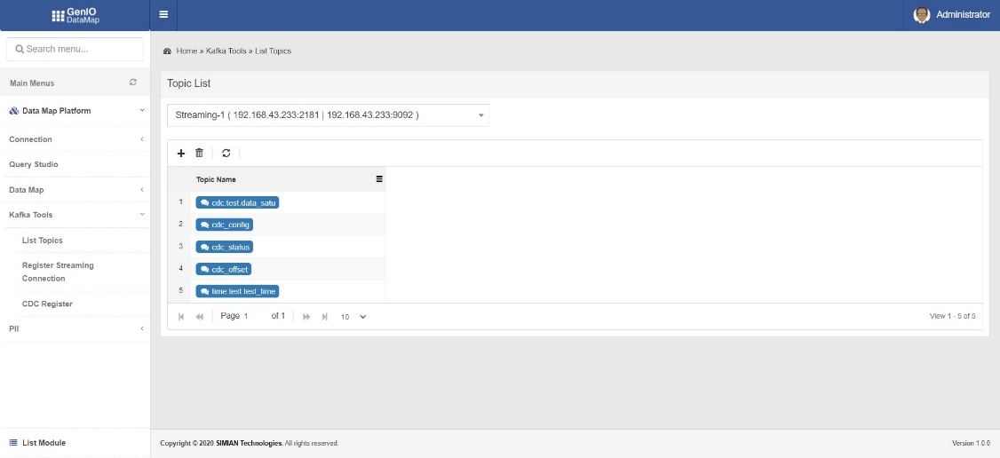 GenIO
DataMap
Administrator
Search menu...
Main Menus
Data Map Platform
Connection
Query Studio
Data Map
Kafka Tools
List Topics
Register Streaming
Connection
CDC Register
PII
List Module
Home » Kafka Tools » List Topics
Topic List
Streaming-1 ( 192.168.43.233:2181 | 192.168.43.233:9092 )
Topic Name
1 cdc.test.data_satu
2 cdc_config
3 cdc_status
4 cdc_offset
5 time.test.test_time
Page 1 of 1 10 View 1 - 5 of 5
Copyright © 2020 SIMIAN Technologies. All rights reserved. Version 1.0.0